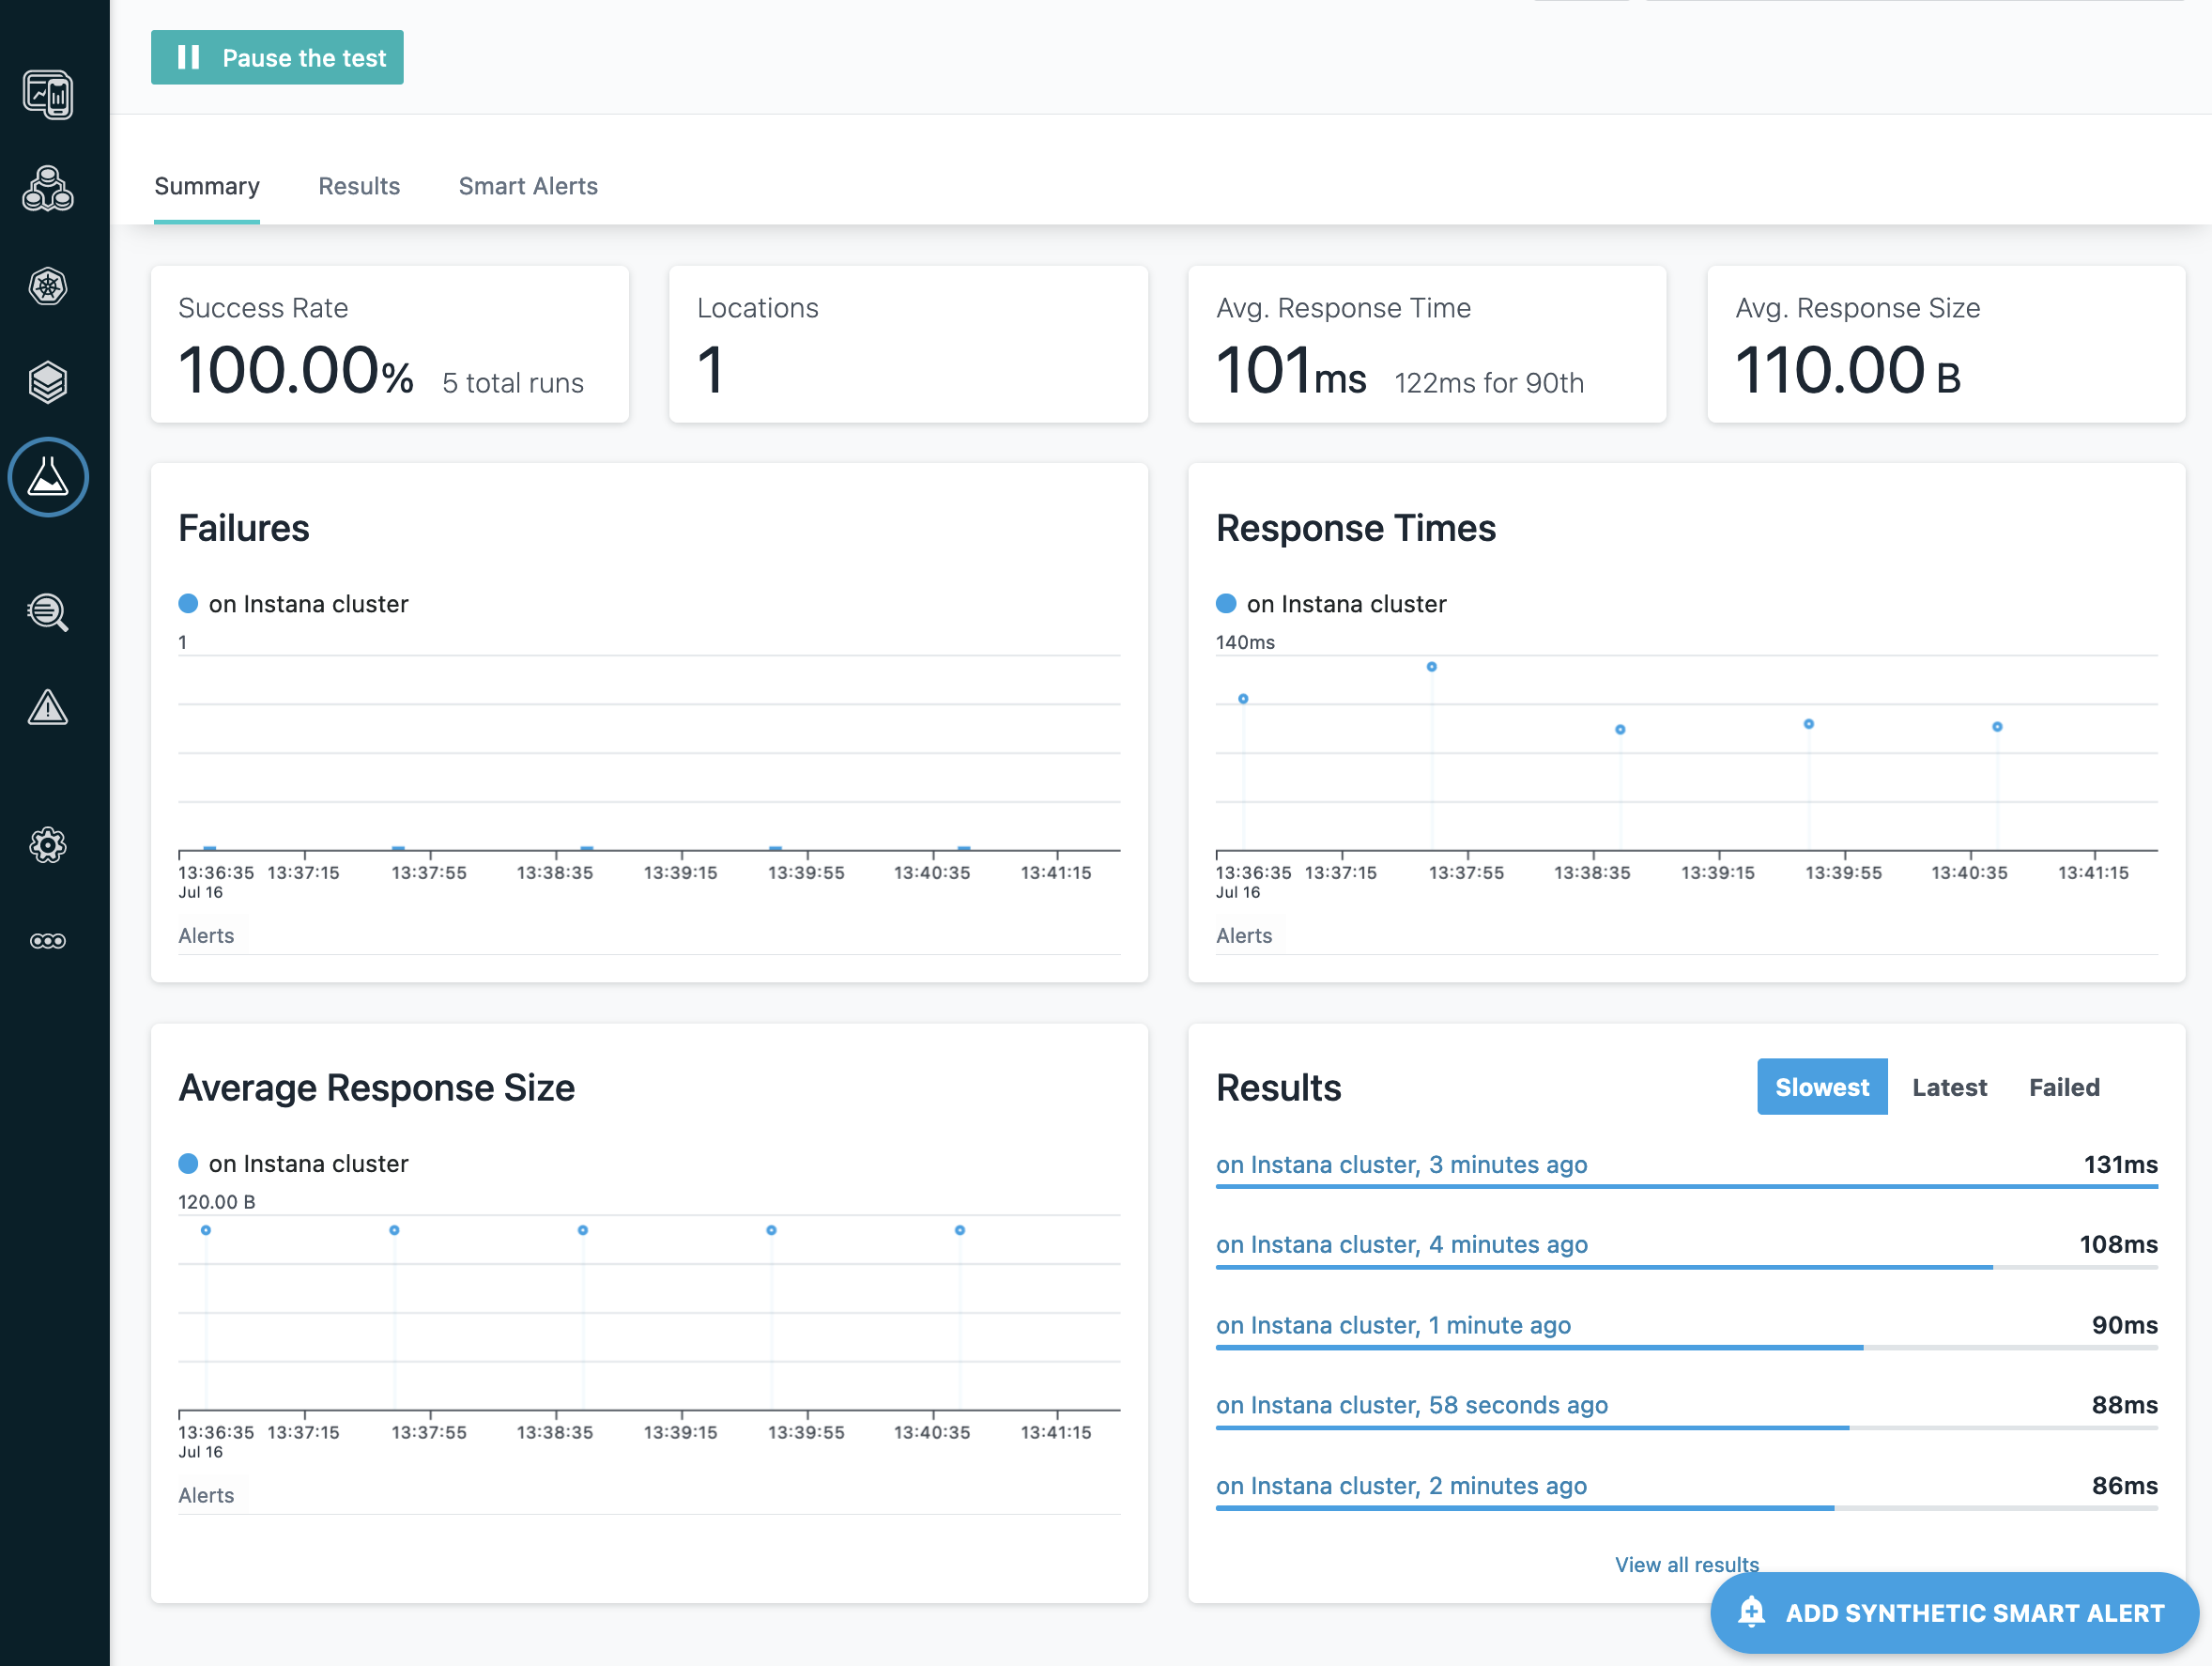 Pause the test
Summary
Results
Smart Alerts
Success Rate
100.00% 5 total runs
Locations
1
Avg. Response Time
101ms 122ms for 90th
Avg. Response Size
110.00 B
Failures
on Instana cluster
1
13:36:35 13:37:15 13:37:55 13:38:35 13:39:15 13:39:55 13:40:35 13:41:15
Jul 16
Alerts
Response Times
on Instana cluster
140ms
13:36:35 13:37:15 13:37:55 13:38:35 13:39:15 13:39:55 13:40:35 13:41:15
Jul 16
Alerts
Average Response Size
on Instana cluster
120.00 B
13:36:35 13:37:15 13:37:55 13:38:35 13:39:15 13:39:55 13:40:35 13:41:15
Jul 16
Alerts
Results
Slowest Latest Failed
on Instana cluster, 3 minutes ago 131ms
on Instana cluster, 4 minutes ago 108ms
on Instana cluster, 1 minute ago 90ms
on Instana cluster, 58 seconds ago 88ms
on Instana cluster, 2 minutes ago 86ms
View all results
ADD SYNTHETIC SMART ALERT